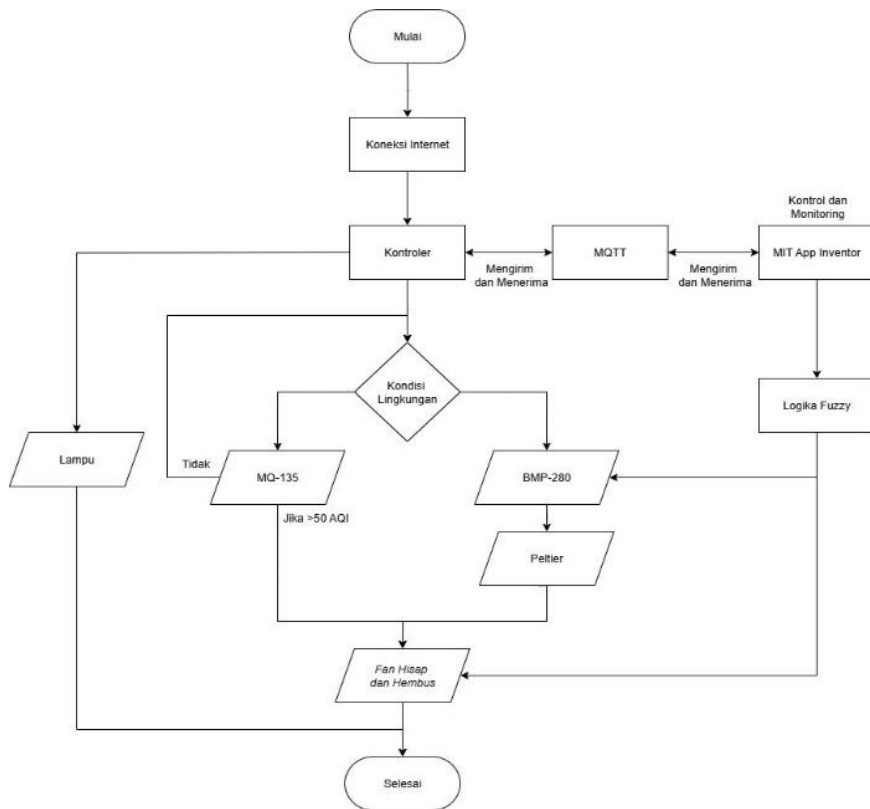 Mulai
Koneksi Internet
Kontrol dan
Monitoring
Kontroler
MQTT
MIT App Inventor
Mengirim
dan Menerima
Mengirim
dan Menerima
Kondisi
Lingkungan
Logika Fuzzy
Lampu
Tidak
MQ-135
BMP-280
Jika >50 AQI
Peltier
Fan Hisap
dan Hembus
Selesai